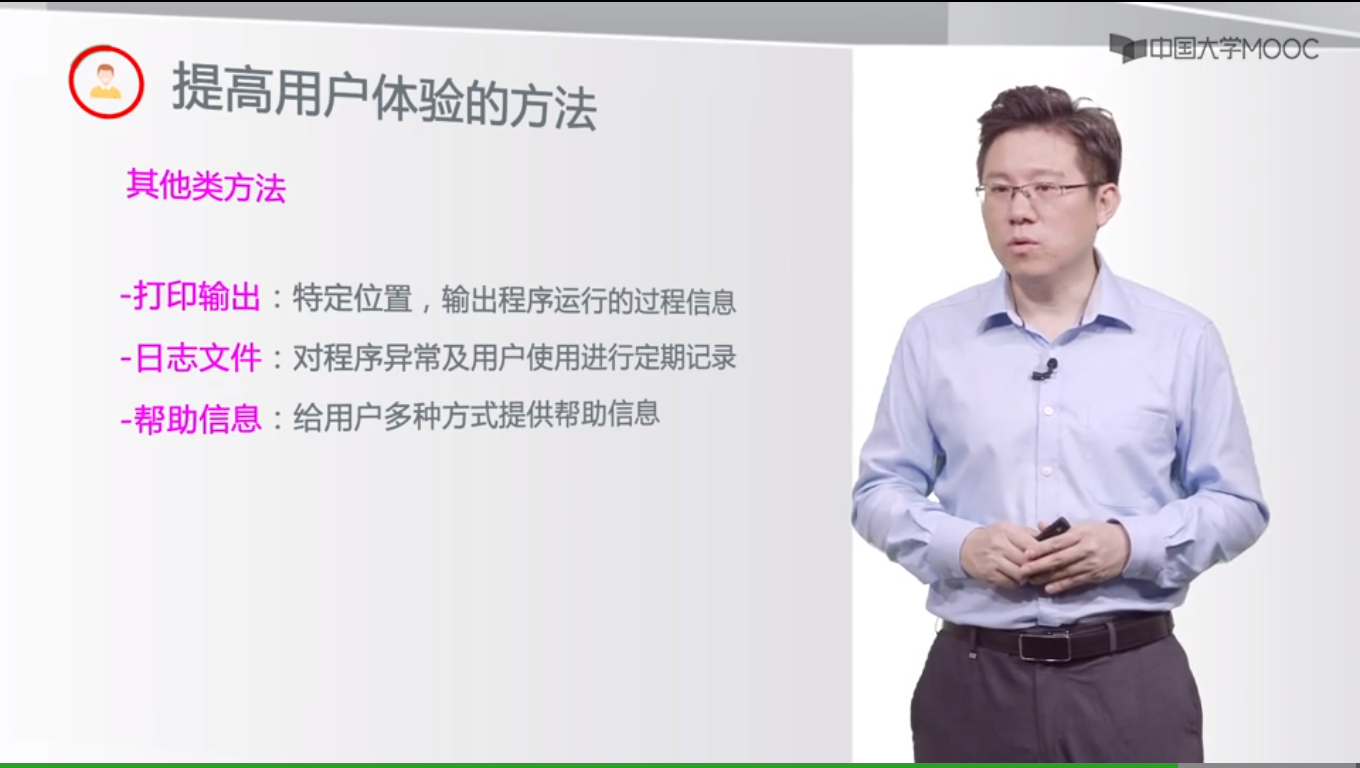 中国大学MOOC
提高用户体验的方法
其他类方法
-打印输出：特定位置，输出程序运行的过程信息
-日志文件：对程序异常及用户使用进行定期记录
-帮助信息：给用户多种方式提供帮助信息